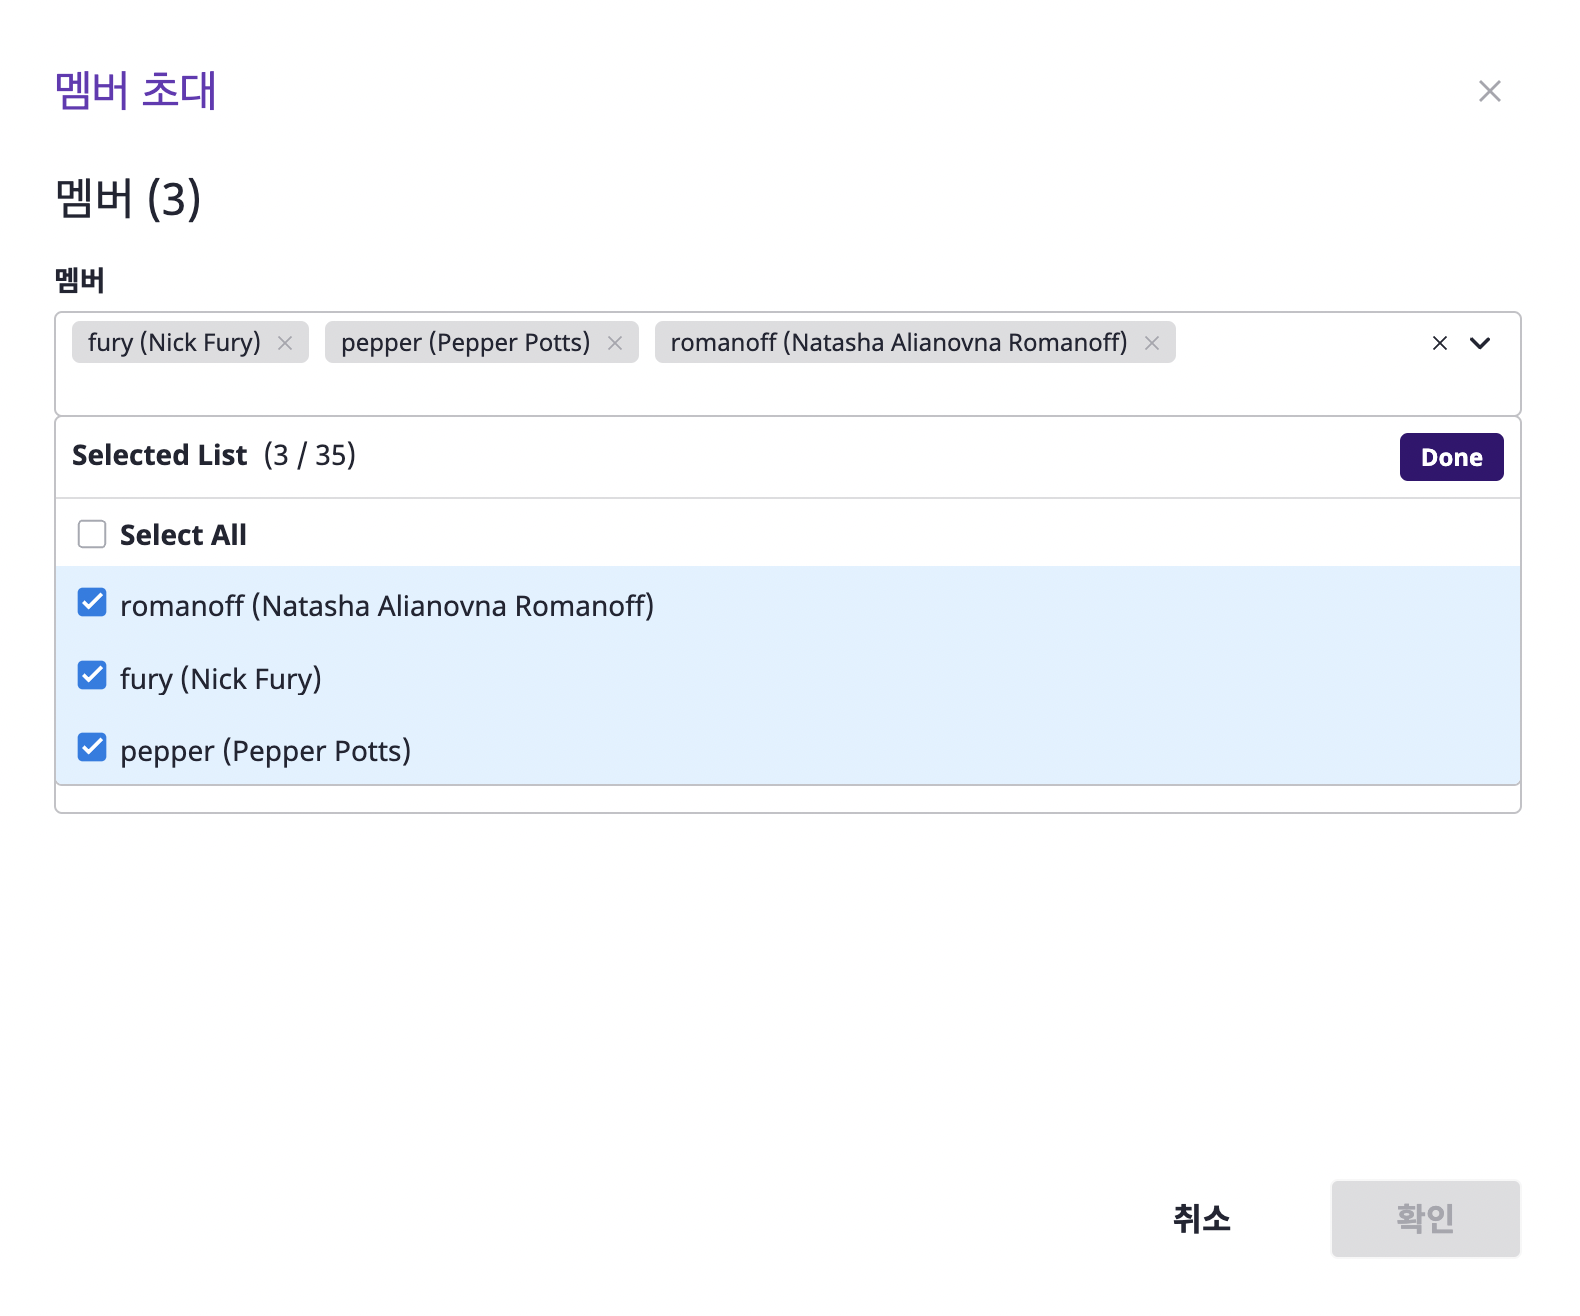 멤버 초대
멤버 (3)
멤버
fury (Nick Fury) pepper (Pepper Potts) romanoff (Natasha Alianovna Romanoff)
Selected List (3 / 35) Done
Select All
romanoff (Natasha Alianovna Romanoff)
fury (Nick Fury)
pepper (Pepper Potts)
취소 확인